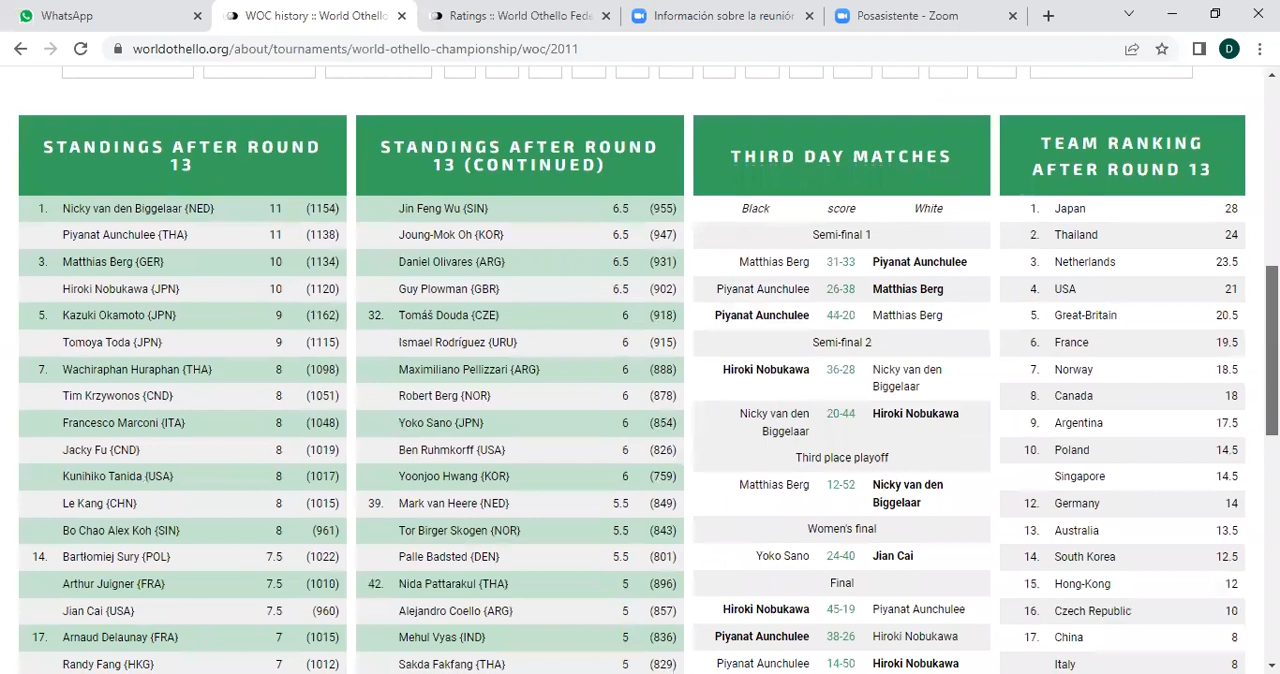 WhatsApp
WOC history :: World Othello
Ratings :: World Othello Fede
Información sobre la reunión
Posasistente - Zoom
worldothello.org/about/tournaments/world-othello-championship/woc/2011
D
STANDINGS AFTER ROUND
13
1. Nicky van den Biggelaar {NED} 11 (1154)
Piyanat Aunchulee {THA} 11 (1138)
3. Matthias Berg {GER} 10 (1134)
Hiroki Nobukawa {JPN} 10 (1120)
5. Kazuki Okamoto {JPN} 9 (1162)
Tomoya Toda {JPN} 9 (1115)
7. Wachiraphan Huraphan {THA} 8 (1098)
Tim Krzywonos {CND} 8 (1051)
Francesco Marconi {ITA} 8 (1048)
Jacky Fu {CND} 8 (1019)
Kunihiko Tanida {USA} 8 (1017)
Le Kang {CHN} 8 (1015)
Bo Chao Alex Koh {SIN} 8 (961)
14. Bartłomiej Sury {POL} 7.5 (1022)
Arthur Juigner {FRA} 7.5 (1010)
Jian Cai {USA} 7.5 (960)
17. Arnaud Delaunay {FRA} 7 (1015)
Randy Fang {HKG} 7 (1012)
STANDINGS AFTER ROUND
13 (CONTINUED)
Jin Feng Wu {SIN} 6.5 (955)
Joung-Mok Oh {KOR} 6.5 (947)
Daniel Olivares {ARG} 6.5 (931)
Guy Plowman {GBR} 6.5 (902)
32. Tomáš Douda {CZE} 6 (918)
Ismael Rodríguez {URU} 6 (915)
Maximiliano Pellizzari {ARG} 6 (888)
Robert Berg {NOR} 6 (878)
Yoko Sano {JPN} 6 (854)
Ben Ruhmkorff {USA} 6 (826)
Yoonjoo Hwang {KOR} 6 (759)
39. Mark van Heere {NED} 5.5 (849)
Tor Birger Skogen {NOR} 5.5 (843)
Palle Badsted {DEN} 5.5 (801)
42. Nida Pattarakul {THA} 5 (896)
Alejandro Coello {ARG} 5 (857)
Mehul Vyas {IND} 5 (836)
Sakda Fakfang {THA} 5 (829)
THIRD DAY MATCHES
Black score White
Semi-final 1
Matthias Berg 31-33 Piyanat Aunchulee
Piyanat Aunchulee 26-38 Matthias Berg
Piyanat Aunchulee 44-20 Matthias Berg
Semi-final 2
Hiroki Nobukawa 36-28 Nicky van den
Biggelaar
Nicky van den 20-44 Hiroki Nobukawa
Biggelaar
Third place playoff
Matthias Berg 12-52 Nicky van den
Biggelaar
Women's final
Yoko Sano 24-40 Jian Cai
Final
Hiroki Nobukawa 45-19 Piyanat Aunchulee
Piyanat Aunchulee 38-26 Hiroki Nobukawa
Piyanat Aunchulee 14-50 Hiroki Nobukawa
TEAM RANKING
AFTER ROUND 13
1. Japan 28
2. Thailand 24
3. Netherlands 23.5
4. USA 21
5. Great-Britain 20.5
6. France 19.5
7. Norway 18.5
8. Canada 18
9. Argentina 17.5
10. Poland 14.5
Singapore 14.5
12. Germany 14
13. Australia 13.5
14. South Korea 12.5
15. Hong-Kong 12
16. Czech Republic 10
17. China 8
Italy 8